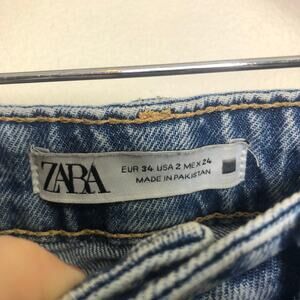 ZARA
EUR 34 USA 2 MEX 24
MADE IN PAKISTAN